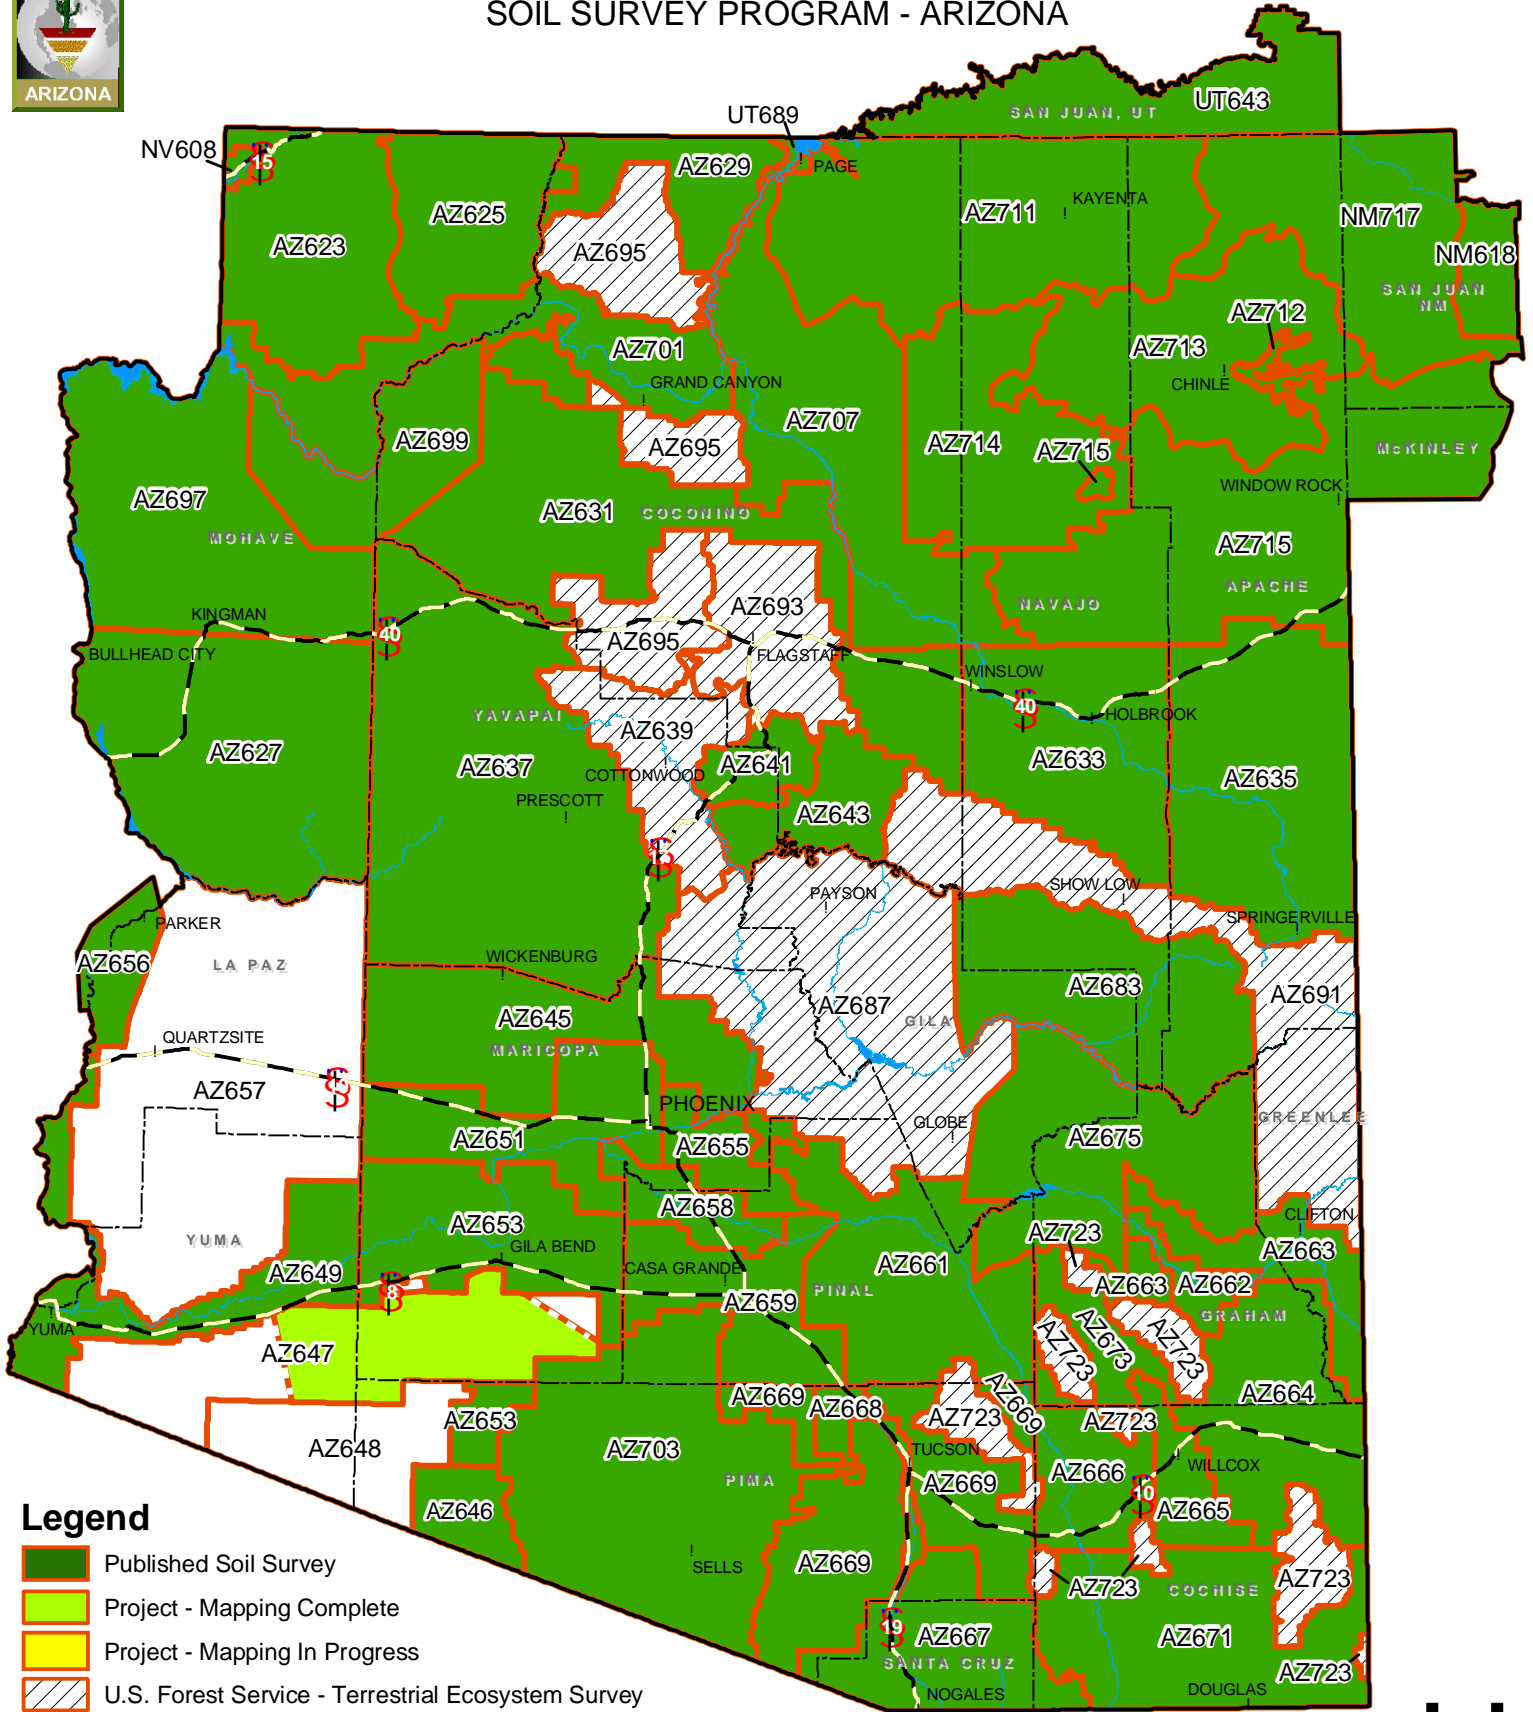 SOIL SURVEY PROGRAM - ARIZONA
ARIZONA
UT689
UT643
SAN JUAN, UT
NV608
15
AZ629
PAGE
AZ625
AZ711
KAYENTA
NM717
AZ623
AZ695
NM618
SAN JUAN
NM
AZ712
AZ701
AZ713
GRAND CANYON
CHINLE
AZ707
AZ699
AZ695
AZ714
AZ715
McKINLEY
AZ697
WINDOW ROCK
AZ631
COCONINO
MOHAVE
AZ715
APACHE
AZ693
NAVAJO
KINGMAN
40
AZ695
BULLHEAD CITY
FLAGSTAFF
WINSLOW
40
HOLBROOK
YAVAPAI
AZ639
AZ627
AZ637
AZ641
AZ633
AZ635
COTTONWOOD
PRESCOTT
AZ643
PAYSON
SHOW LOW
PARKER
SPRINGERVILLE
AZ656
LA PAZ
WICKENBURG
AZ683
AZ691
AZ687
AZ645
GILA
QUARTZSITE
MARICOPA
AZ657
PHOENIX
GREENLEE
GLOBE
AZ651
AZ655
AZ675
AZ658
CLIFTON
AZ653
AZ723
YUMA
GILA BEND
AZ663
AZ649
CASA GRANDE
AZ661
AZ663
AZ662
8
PINAL
AZ659
GRAHAM
YUMA
AZ647
AZ723
AZ673
AZ723
AZ669
AZ668
AZ669
AZ664
AZ653
AZ723
AZ723
AZ648
AZ703
TUCSON
WILLCOX
PIMA
AZ669
AZ666
10
AZ646
AZ665
Legend
Published Soil Survey
SELLS
AZ669
AZ723
COCHISE
AZ723
Project - Mapping Complete
19
AZ667
AZ671
Project - Mapping In Progress
SANTA CRUZ
AZ723
U.S. Forest Service - Terrestrial Ecosystem Survey
NOGALES
DOUGLAS